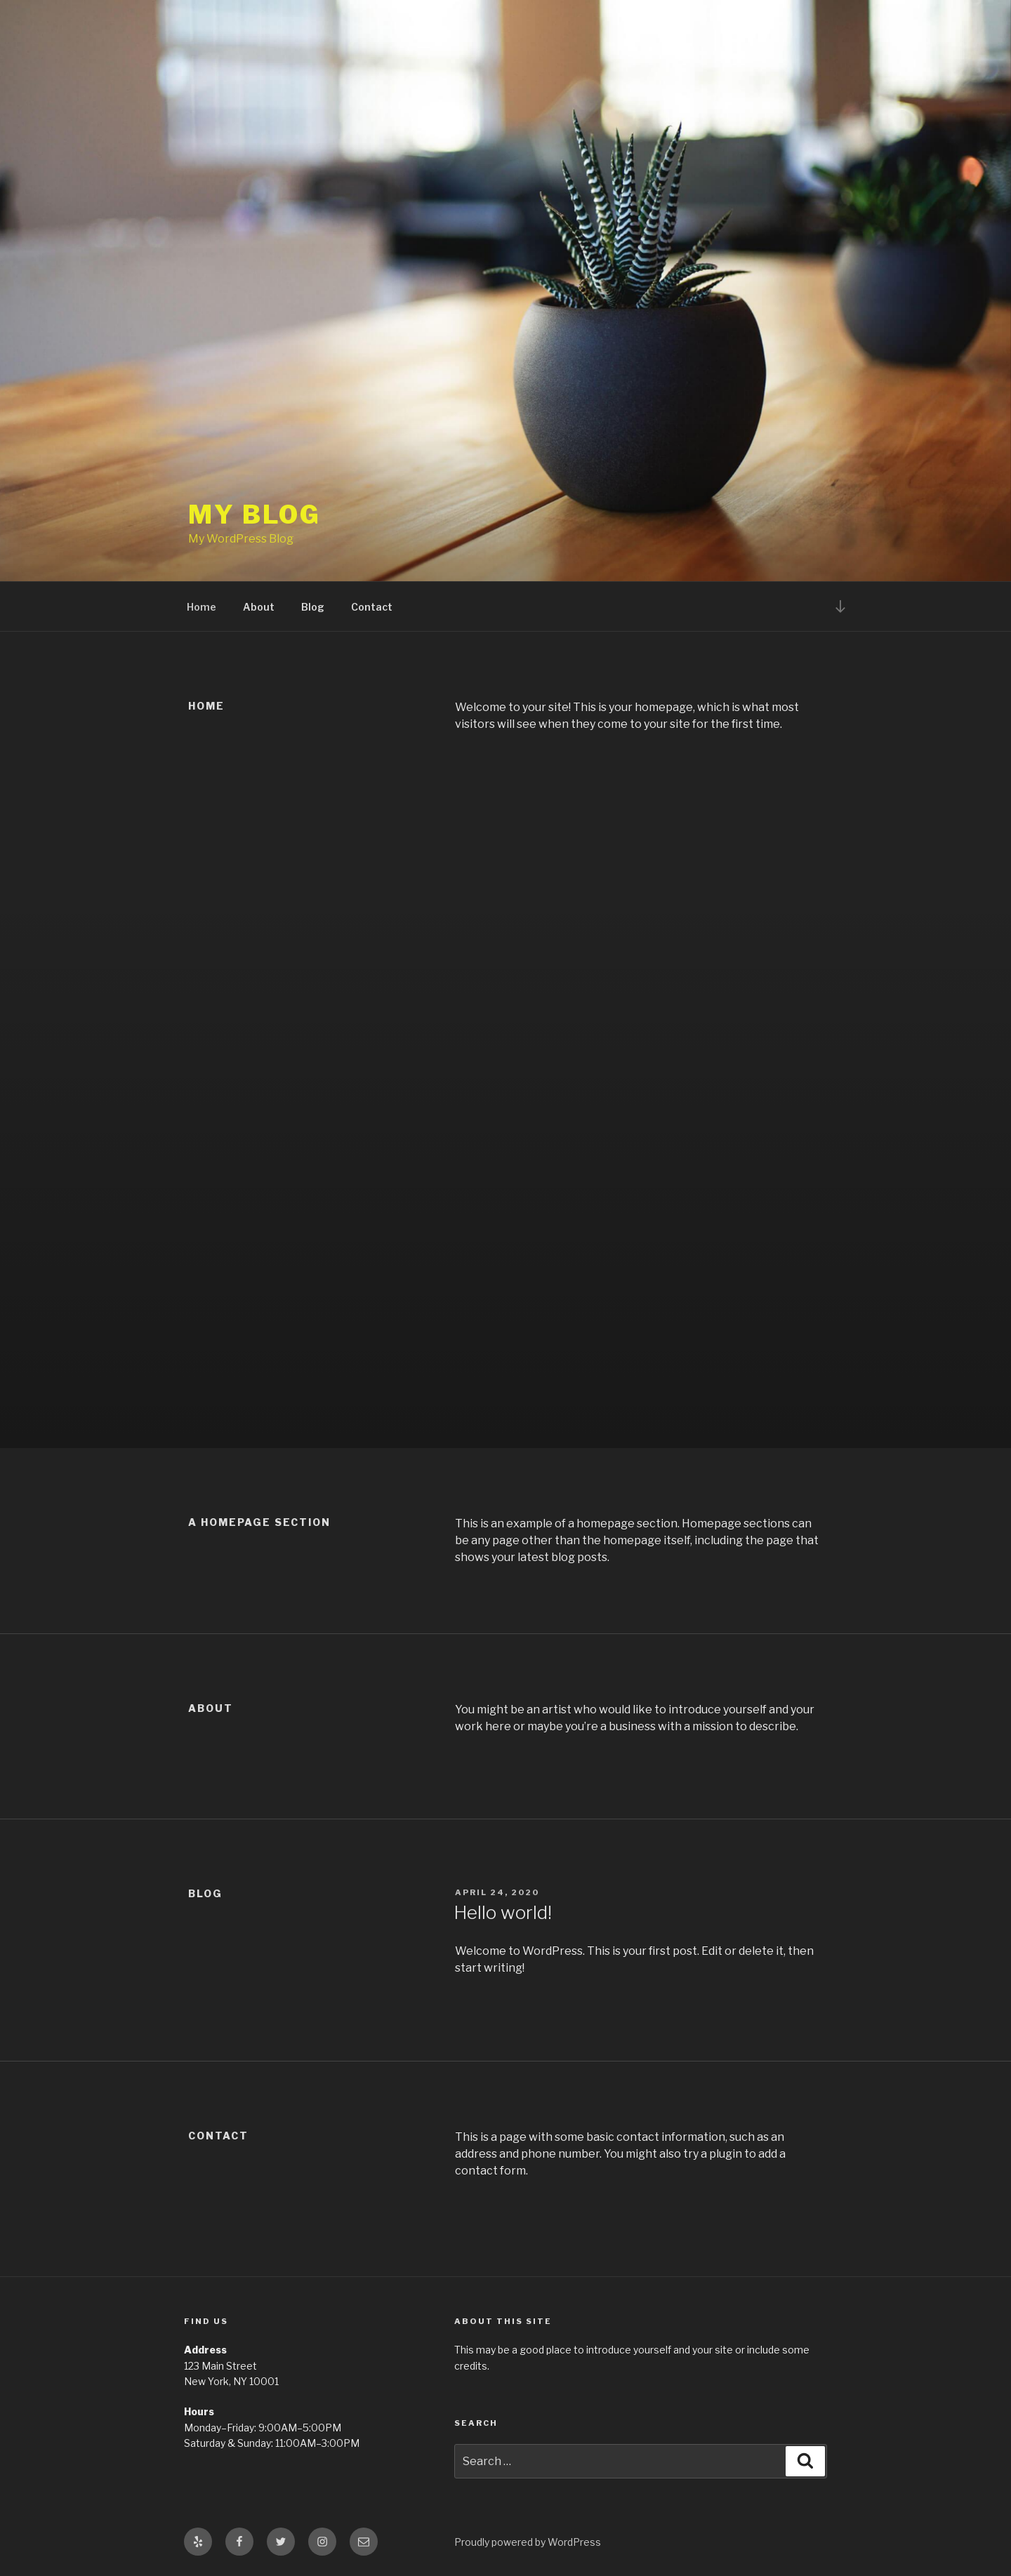 MY BLOG
My WordPress Blog
Home
About
Blog
Contact
HOME
Welcome to your site! This is your homepage, which is what most
visitors will see when they come to your site for the first time.
A HOMEPAGE SECTION
This is an example of a homepage section. Homepage sections can
be any page other than the homepage itself, including the page that
shows your latest blog posts.
ABOUT
You might be an artist who would like to introduce yourself and your
work here or maybe you’re a business with a mission to describe.
BLOG
APRIL 24, 2020
Hello world!
Welcome to WordPress. This is your first post. Edit or delete it, then
start writing!
CONTACT
This is a page with some basic contact information, such as an
address and phone number. You might also try a plugin to add a
contact form.
FIND US
Address
123 Main Street
New York, NY 10001
Hours
Monday–Friday: 9:00AM–5:00PM
Saturday & Sunday: 11:00AM–3:00PM
ABOUT THIS SITE
This may be a good place to introduce yourself and your site or include some
credits.
SEARCH
Search …
Proudly powered by WordPress